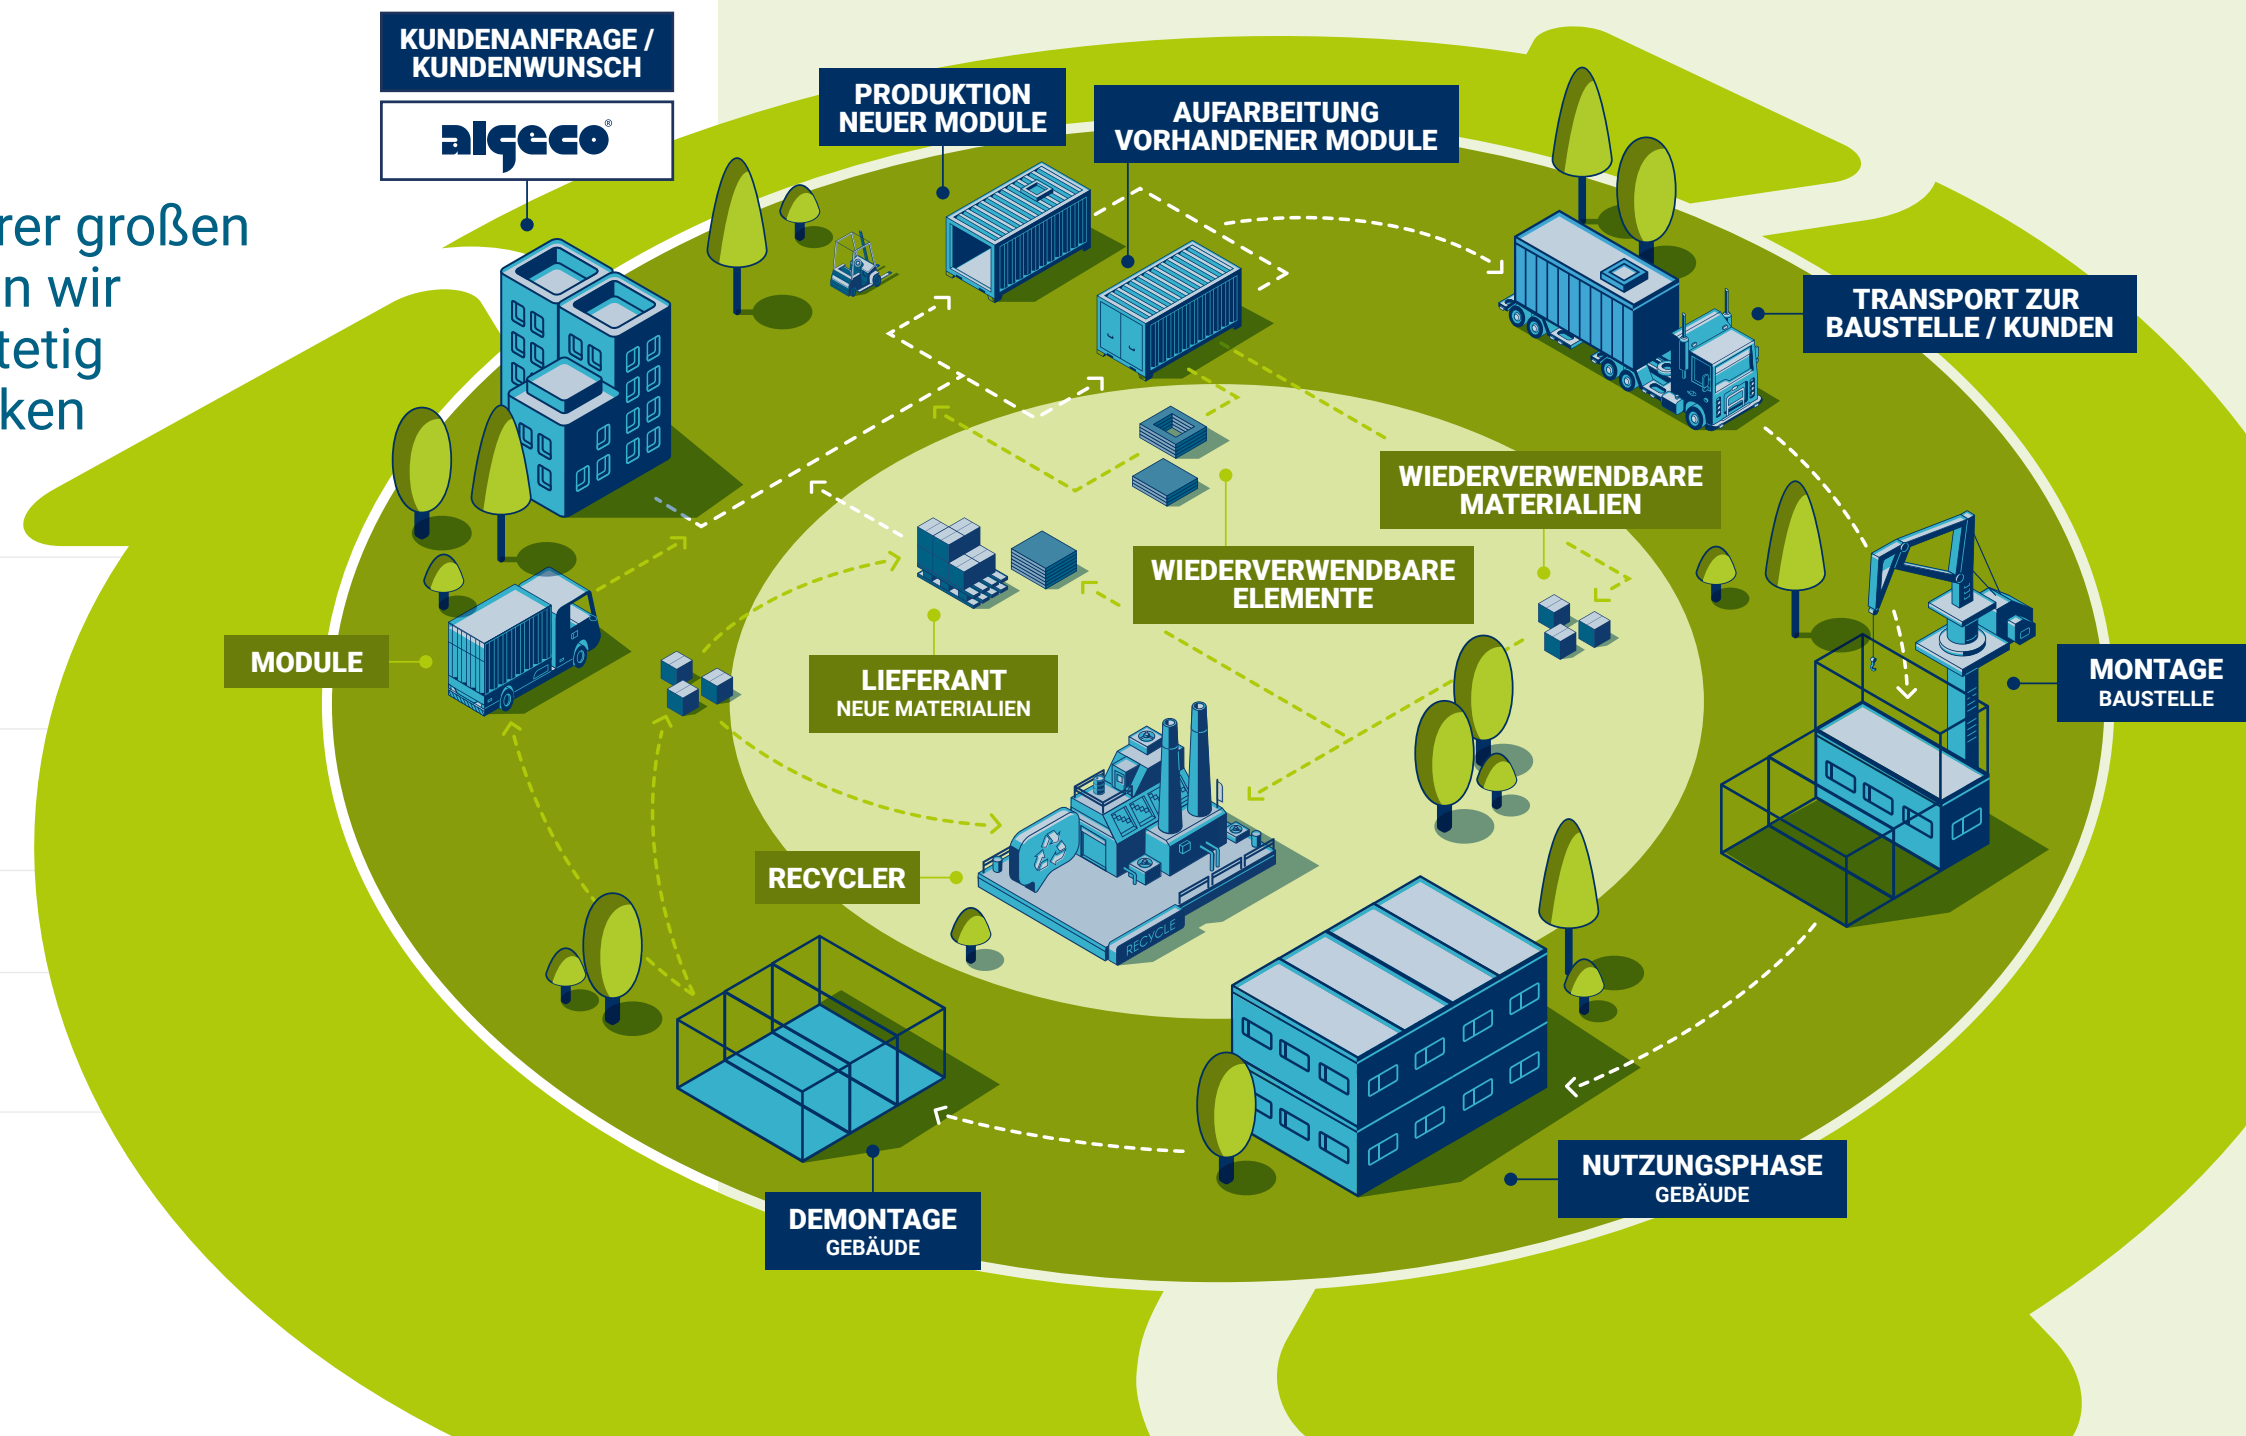 KUNDENANFRAGE /
KUNDENWUNSCH
algeco®
rer großen
n wir
tetig
ken
PRODUKTION
NEUER MODULE
AUFARBEITUNG
VORHANDENER MODULE
TRANSPORT ZUR
BAUSTELLE / KUNDEN
WIEDERVERWENDBARE
MATERIALIEN
WIEDERVERWENDBARE
ELEMENTE
MODULE
LIEFERANT
NEUE MATERIALIEN
MONTAGE
BAUSTELLE
RECYCLER
RECYCLE
NUTZUNGSPHASE
GEBÄUDE
DEMONTAGE
GEBÄUDE